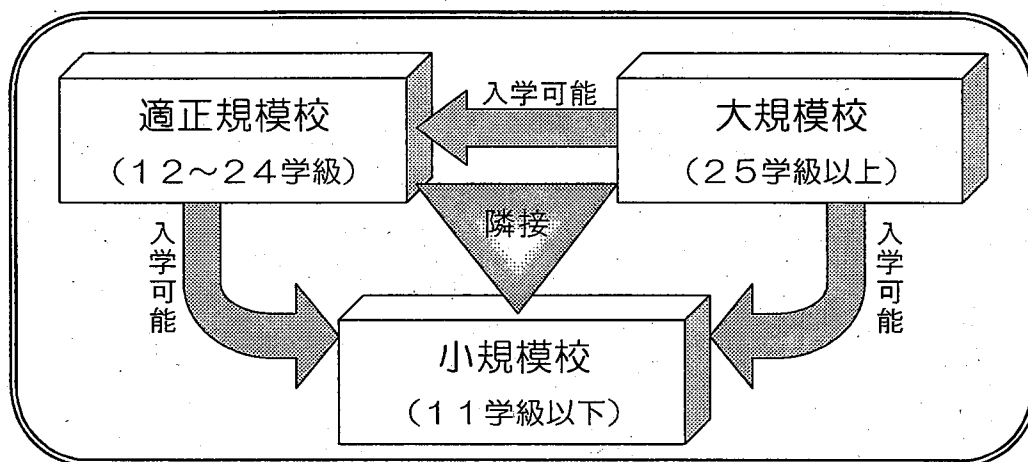 適正規模校
（１２～２４学級）
入学可能
大規模校
（２５学級以上）
隣接
入学可能
入学可能
小規模校
（１１学級以下）